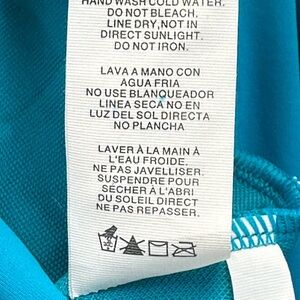 HAND WASH COLD WATER.
DO NOT BLEACH.
LINE DRY, NOT IN
DIRECT SUNLIGHT.
DO NOT IRON.
LAVA A MANO CON
AGUA FRIA
NO USE BLANQUEADOR
LINEA SECA NO EN
LUZ DEL SOL DIRECTA
NO PLANCHA
LAVER À LA MAIN À
L'EAU FROIDE.
NE PAS JAVELLISER.
SUSPENDRE POUR
SÉCHER À L'ABRI
DU SOLEIL DIRECT
NE PAS REPASSER.